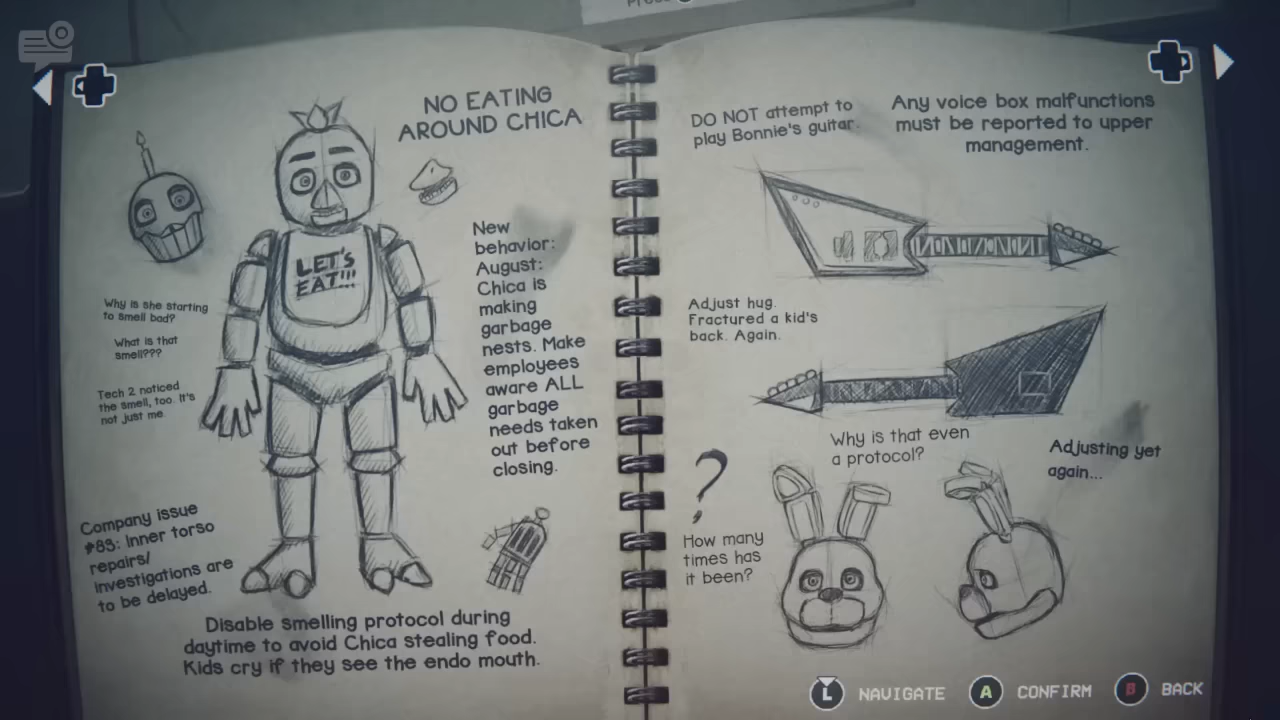 NO EATING
AROUND CHICA
LET'S
EAT!!!
New
behavior:
August:
Chica is
making
garbage
nests. Make
employees
aware ALL
garbage
needs taken
out before
closing.
Why is she starting
to smell bad?
What is that
smell???
Tech 2 noticed
the smell, too. It's
not just me.
Company issue
#85: Inner torso
repairs/
investigations are
to be delayed.
Disable smelling protocol during
daytime to avoid Chica stealing food.
Kids cry if they see the endo mouth.
DO NOT attempt to
play Bonnie's guitar.
Any voice box malfunctions
must be reported to upper
management.
Adjust hug.
Fractured a kid's
back. Again.
Why is that even
a protocol?
Adjusting yet
again...
?
How many
times has
it been?
L NAVIGATE A CONFIRM B BACK